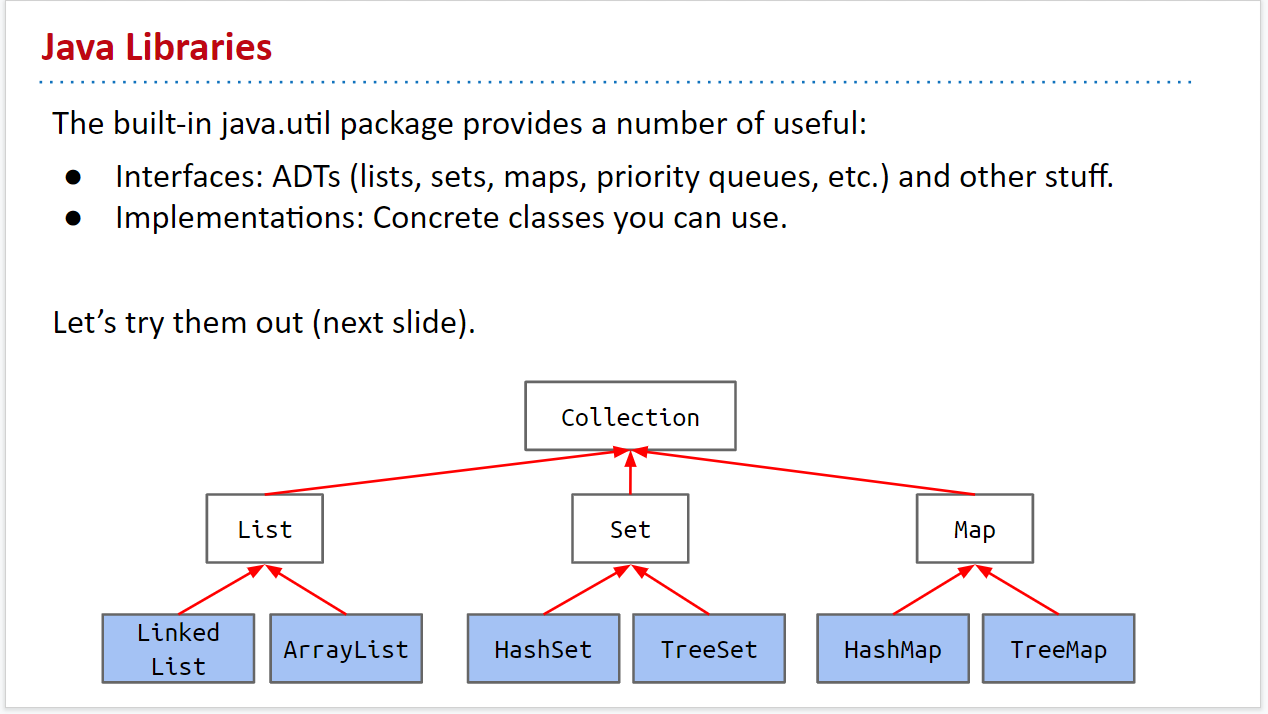 Java Libraries
The built-in java.util package provides a number of useful:
● Interfaces: ADTs (lists, sets, maps, priority queues, etc.) and other stuff.
● Implementations: Concrete classes you can use.
Let’s try them out (next slide).
Collection
List
Set
Map
Linked
List
ArrayList
HashSet
TreeSet
HashMap
TreeMap